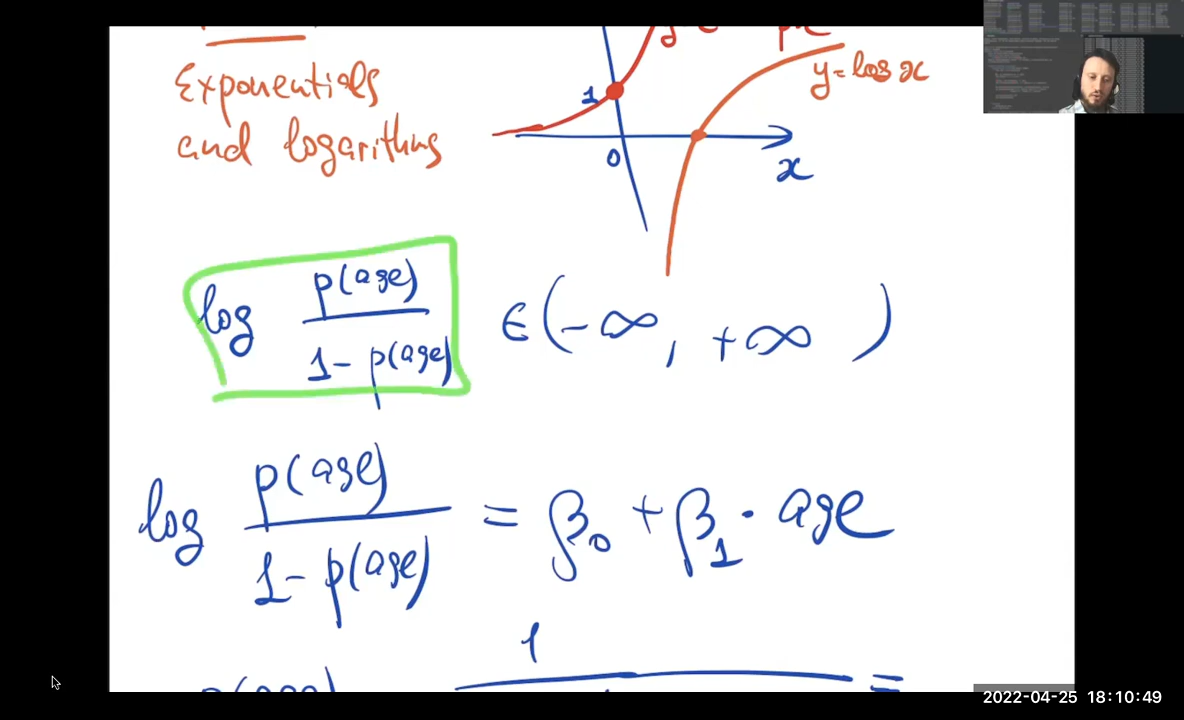 Exponentials
and logarithms
1
0
x
y = log x
log p(age) / 1 - p(age) ∈ (-∞, +∞)
log p(age) / 1 - p(age) = β₀ + β₁ · age
1
p(age) =
2022-04-25 18:10:49